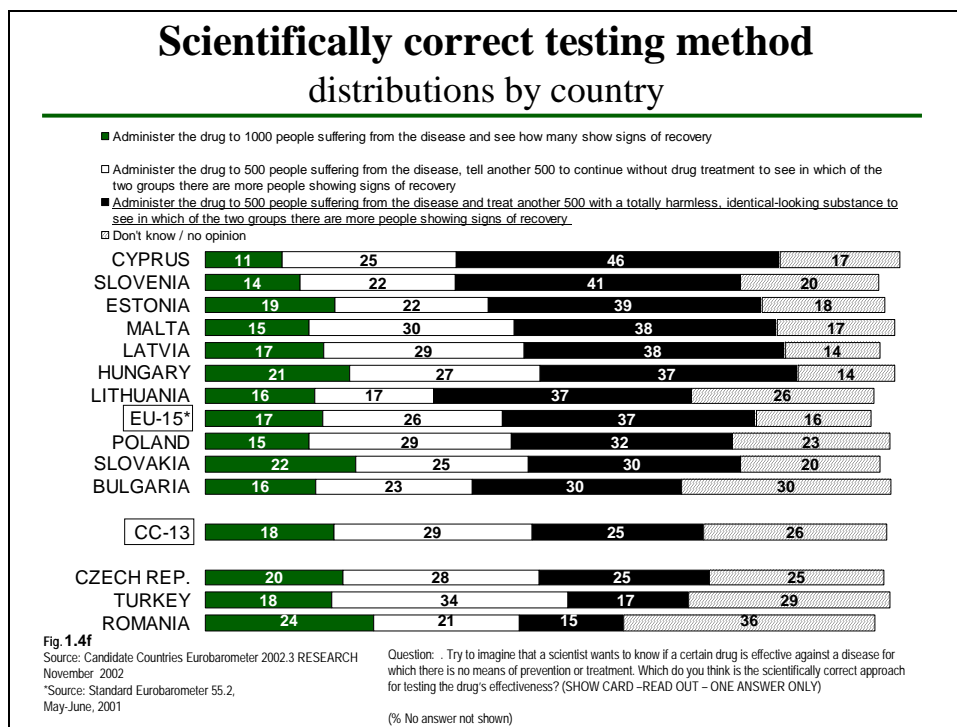 Scientifically correct testing method
distributions by country
Administer the drug to 1000 people suffering from the disease and see how many show signs of recovery
Administer the drug to 500 people suffering from the disease, tell another 500 to continue without drug treatment to see in which of the
two groups there are more people showing signs of recovery
Administer the drug to 500 people suffering from the disease and treat another 500 with a totally harmless, identical-looking substance to
see in which of the two groups there are more people showing signs of recovery
Don't know / no opinion
CYPRUS 11 25 46 17
SLOVENIA 14 22 41 20
ESTONIA 19 22 39 18
MALTA 15 30 38 17
LATVIA 17 29 38 14
HUNGARY 21 27 37 14
LITHUANIA 16 17 37 26
EU-15* 17 26 37 16
POLAND 15 29 32 23
SLOVAKIA 22 25 30 20
BULGARIA 16 23 30 30
CC-13 18 29 25 26
CZECH REP. 20 28 25 25
TURKEY 18 34 17 29
ROMANIA 24 21 15 36
Fig.1.4f
Source: Candidate Countries Eurobarometer 2002.3 RESEARCH
November 2002
*Source: Standard Eurobarometer 55.2,
May-June, 2001
Question: . Try to imagine that a scientist wants to know if a certain drug is effective against a disease for
which there is no means of prevention or treatment. Which do you think is the scientifically correct approach
for testing the drug's effectiveness? (SHOW CARD –READ OUT – ONE ANSWER ONLY)
(% No answer not shown)